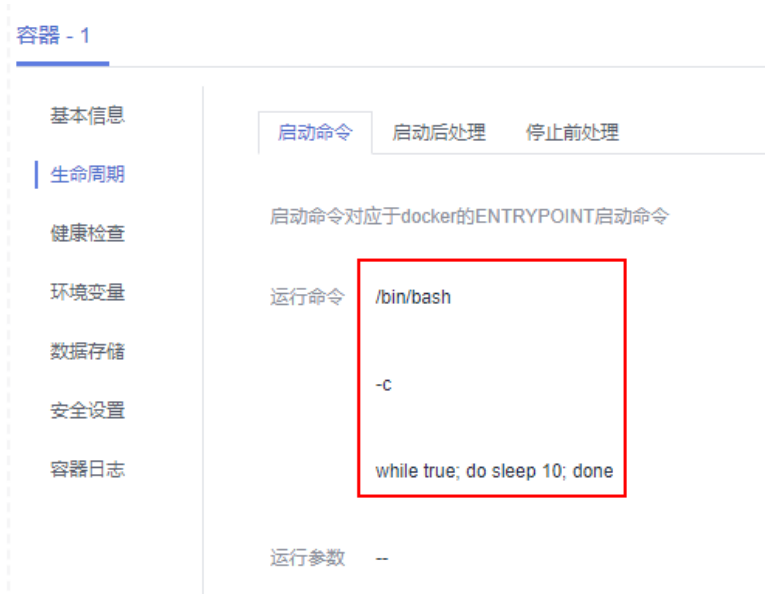 容器 - 1
基本信息
生命周期
健康检查
环境变量
数据存储
安全设置
容器日志
启动命令 启动后处理 停止前处理
启动命令对应于docker的ENTRYPOINT启动命令
运行命令 /bin/bash
-c
while true; do sleep 10; done
运行参数 --